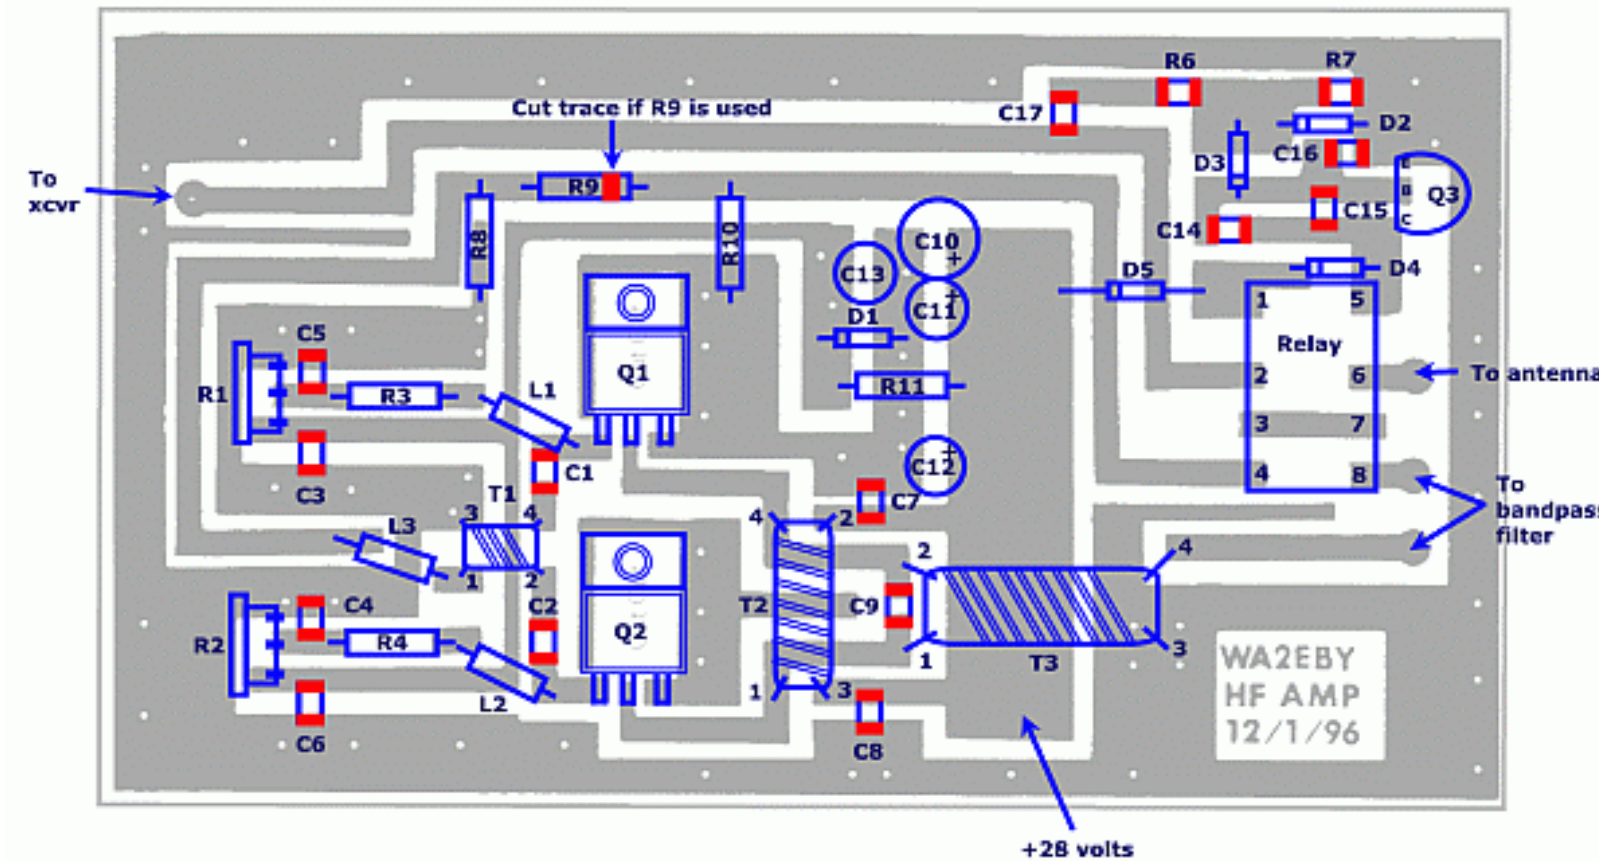 R6
R7
Cut trace if R9 is used
C17
D2
D3
C16
E
B
C
Q3
To
xcvr
R9
C15
C14
R8
R10
C10
+
C13
D5
D4
C11
+
1
5
D1
Relay
C5
Q1
2
6
To antenna
R1
R3
L1
R11
3
7
C12
+
4
8
C3
C1
T1
C7
To
bandpass
filter
3
4
L3
4
2
2
4
1
2
C4
C2
T2
C9
R2
R4
Q2
1
T3
3
WA2EBY
HF AMP
12/1/96
L2
1
3
C6
C8
+28 volts